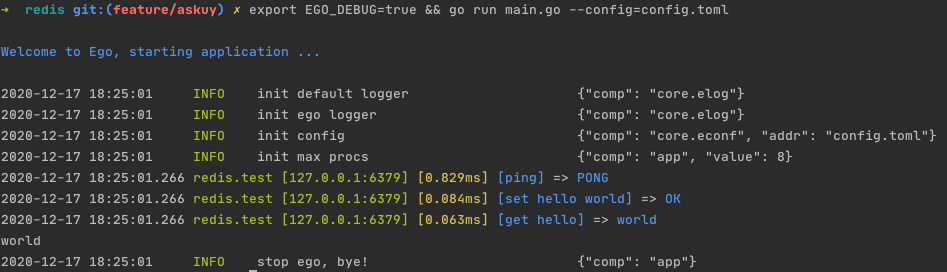 ➜  redis git:(feature/askuy) ✗ export EGO_DEBUG=true && go run main.go --config=config.toml
Welcome to Ego, starting application ...
2020-12-17 18:25:01     INFO    init default logger                     {"comp": "core.elog"}
2020-12-17 18:25:01     INFO    init ego logger                         {"comp": "core.elog"}
2020-12-17 18:25:01     INFO    init config                             {"comp": "core.econf", "addr": "config.toml"}
2020-12-17 18:25:01     INFO    init max procs                          {"comp": "app", "value": 8}
2020-12-17 18:25:01.266 redis.test [127.0.0.1:6379] [0.829ms] [ping] => PONG
2020-12-17 18:25:01.266 redis.test [127.0.0.1:6379] [0.084ms] [set hello world] => OK
2020-12-17 18:25:01.266 redis.test [127.0.0.1:6379] [0.063ms] [set hello] => world
world
2020-12-17 18:25:01     INFO    stop ego, bye!                          {"comp": "app"}